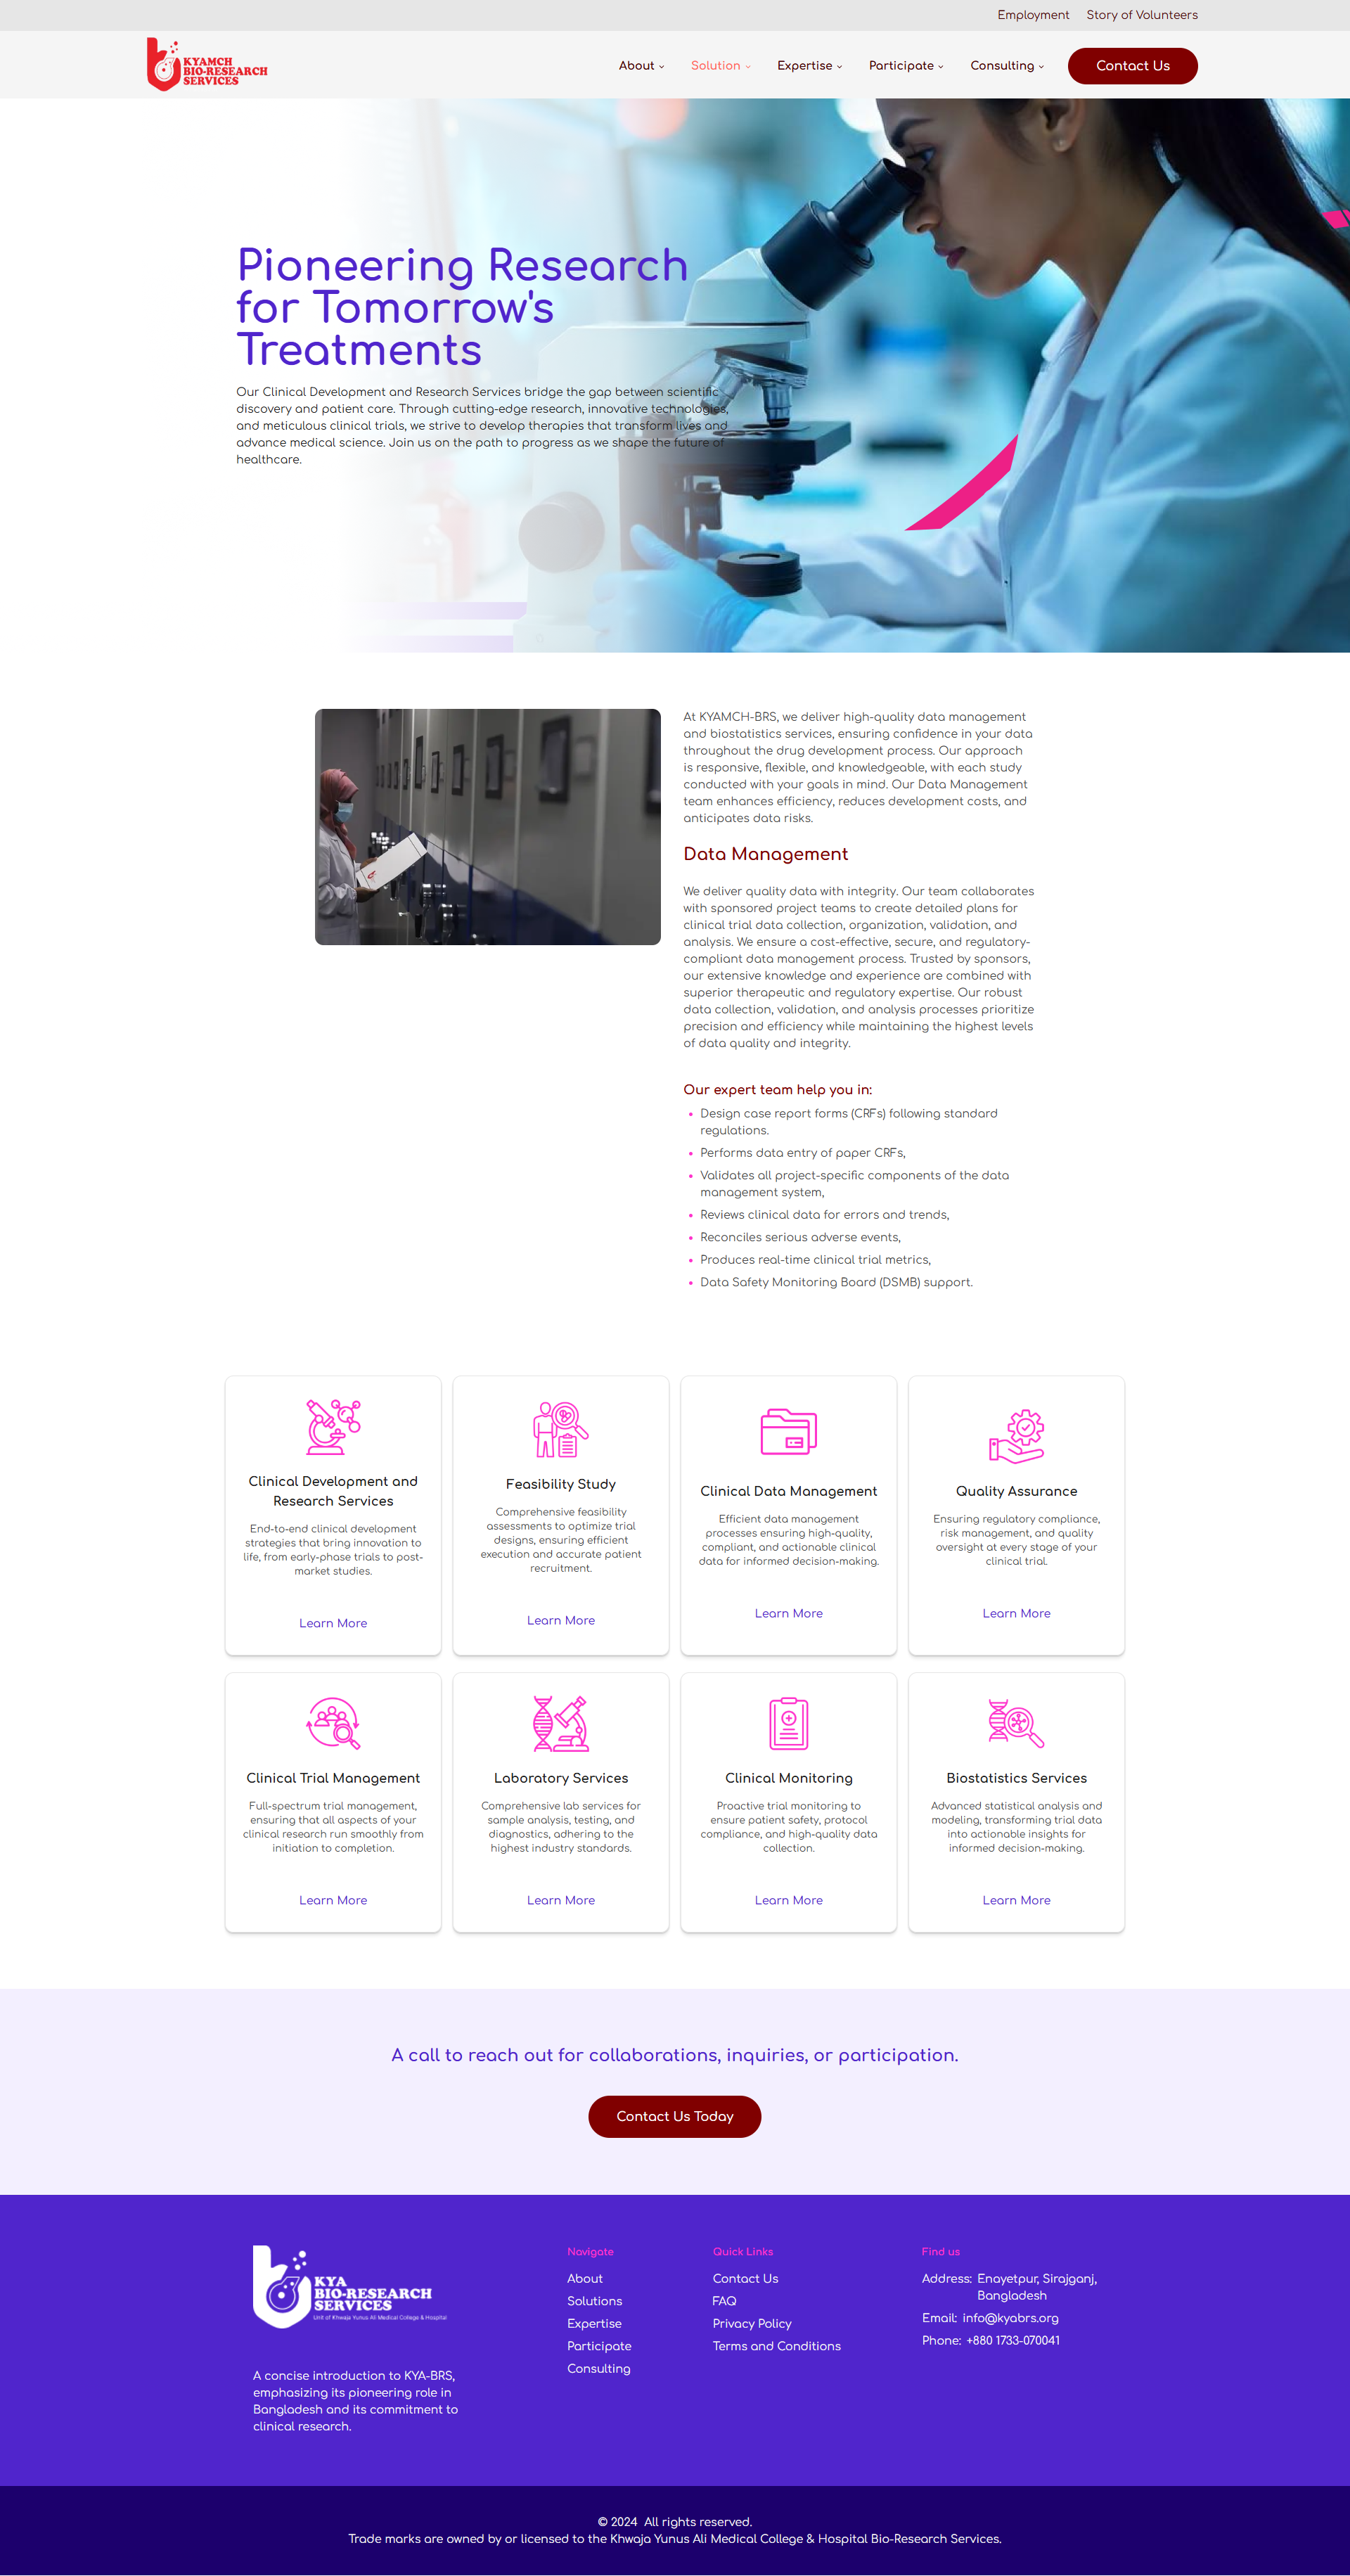 Employment Story of Volunteers
KYAMCH
BIO-RESEARCH
SERVICES
About Solution Expertise Participate Consulting Contact Us
Pioneering Research
for Tomorrow's
Treatments
Our Clinical Development and Research Services bridge the gap between scientific
discovery and patient care. Through cutting-edge research, innovative technologies,
and meticulous clinical trials, we strive to develop therapies that transform lives and
advance medical science. Join us on the path to progress as we shape the future of
healthcare.
At KYAMCH-BRS, we deliver high-quality data management
and biostatistics services, ensuring confidence in your data
throughout the drug development process. Our approach
is responsive, flexible, and knowledgeable, with each study
conducted with your goals in mind. Our Data Management
team enhances efficiency, reduces development costs, and
anticipates data risks.
Data Management
We deliver quality data with integrity. Our team collaborates
with sponsored project teams to create detailed plans for
clinical trial data collection, organization, validation, and
analysis. We ensure a cost-effective, secure, and regulatory-
compliant data management process. Trusted by sponsors,
our extensive knowledge and experience are combined with
superior therapeutic and regulatory expertise. Our robust
data collection, validation, and analysis processes prioritize
precision and efficiency while maintaining the highest levels
of data quality and integrity.
Our expert team help you in:
Design case report forms (CRFs) following standard
regulations.
Performs data entry of paper CRFs,
Validates all project-specific components of the data
management system,
Reviews clinical data for errors and trends,
Reconciles serious adverse events,
Produces real-time clinical trial metrics,
Data Safety Monitoring Board (DSMB) support.
Clinical Development and
Research Services
End-to-end clinical development
strategies that bring innovation to
life, from early-phase trials to post-
market studies.
Learn More
Feasibility Study
Comprehensive feasibility
assessments to optimize trial
designs, ensuring efficient
execution and accurate patient
recruitment.
Learn More
Clinical Data Management
Efficient data management
processes ensuring high-quality,
compliant, and actionable clinical
data for informed decision-making.
Learn More
Quality Assurance
Ensuring regulatory compliance,
risk management, and quality
oversight at every stage of your
clinical trial.
Learn More
Clinical Trial Management
Full-spectrum trial management,
ensuring that all aspects of your
clinical research run smoothly from
initiation to completion.
Learn More
Laboratory Services
Comprehensive lab services for
sample analysis, testing, and
diagnostics, adhering to the
highest industry standards.
Learn More
Clinical Monitoring
Proactive trial monitoring to
ensure patient safety, protocol
compliance, and high-quality data
collection.
Learn More
Biostatistics Services
Advanced statistical analysis and
modeling, transforming trial data
into actionable insights for
informed decision-making.
Learn More
A call to reach out for collaborations, inquiries, or participation.
Contact Us Today
KYA
BIO-RESEARCH
SERVICES
Unit of Khwaja Yunus Ali Medical College & Hospital
A concise introduction to KYA-BRS,
emphasizing its pioneering role in
Bangladesh and its commitment to
clinical research.
Navigate
About
Solutions
Expertise
Participate
Consulting
Quick Links
Contact Us
FAQ
Privacy Policy
Terms and Conditions
Find us
Address: Enayetpur, Sirajganj,
Bangladesh
Email: info@kyabrs.org
Phone: +880 1733-070041
© 2024 All rights reserved.
Trade marks are owned by or licensed to the Khwaja Yunus Ali Medical College & Hospital Bio-Research Services.